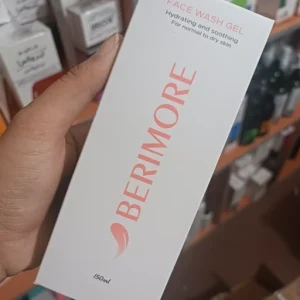 FACE WASH GEL
Hydrating and soothing
For normal to dry skin
BERIMORE
150ml